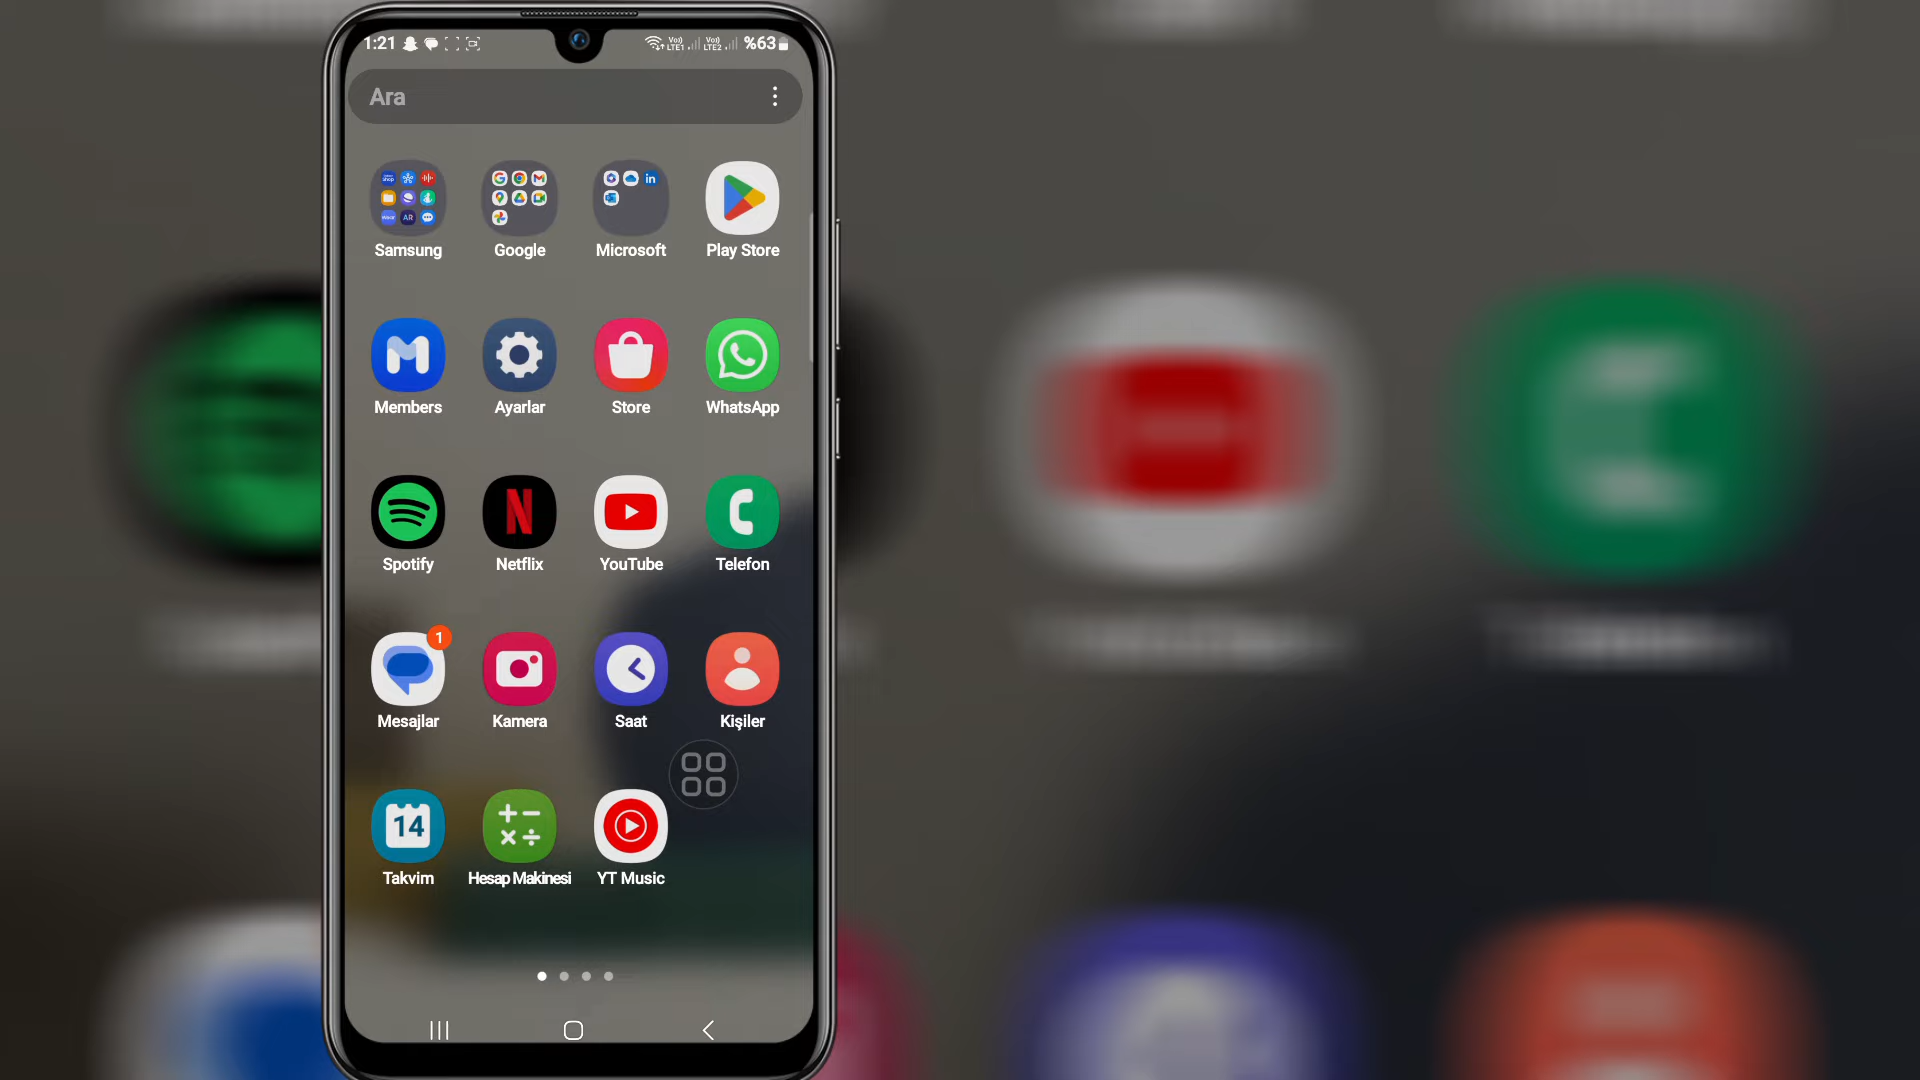 1:21 %63
Ara
Samsung Google Microsoft Play Store
Members Ayarlar Store WhatsApp
Spotify Netflix YouTube Telefon
1
Mesajlar Kamera Saat Kişiler
14
Takvim Hesap Makinesi YT Music